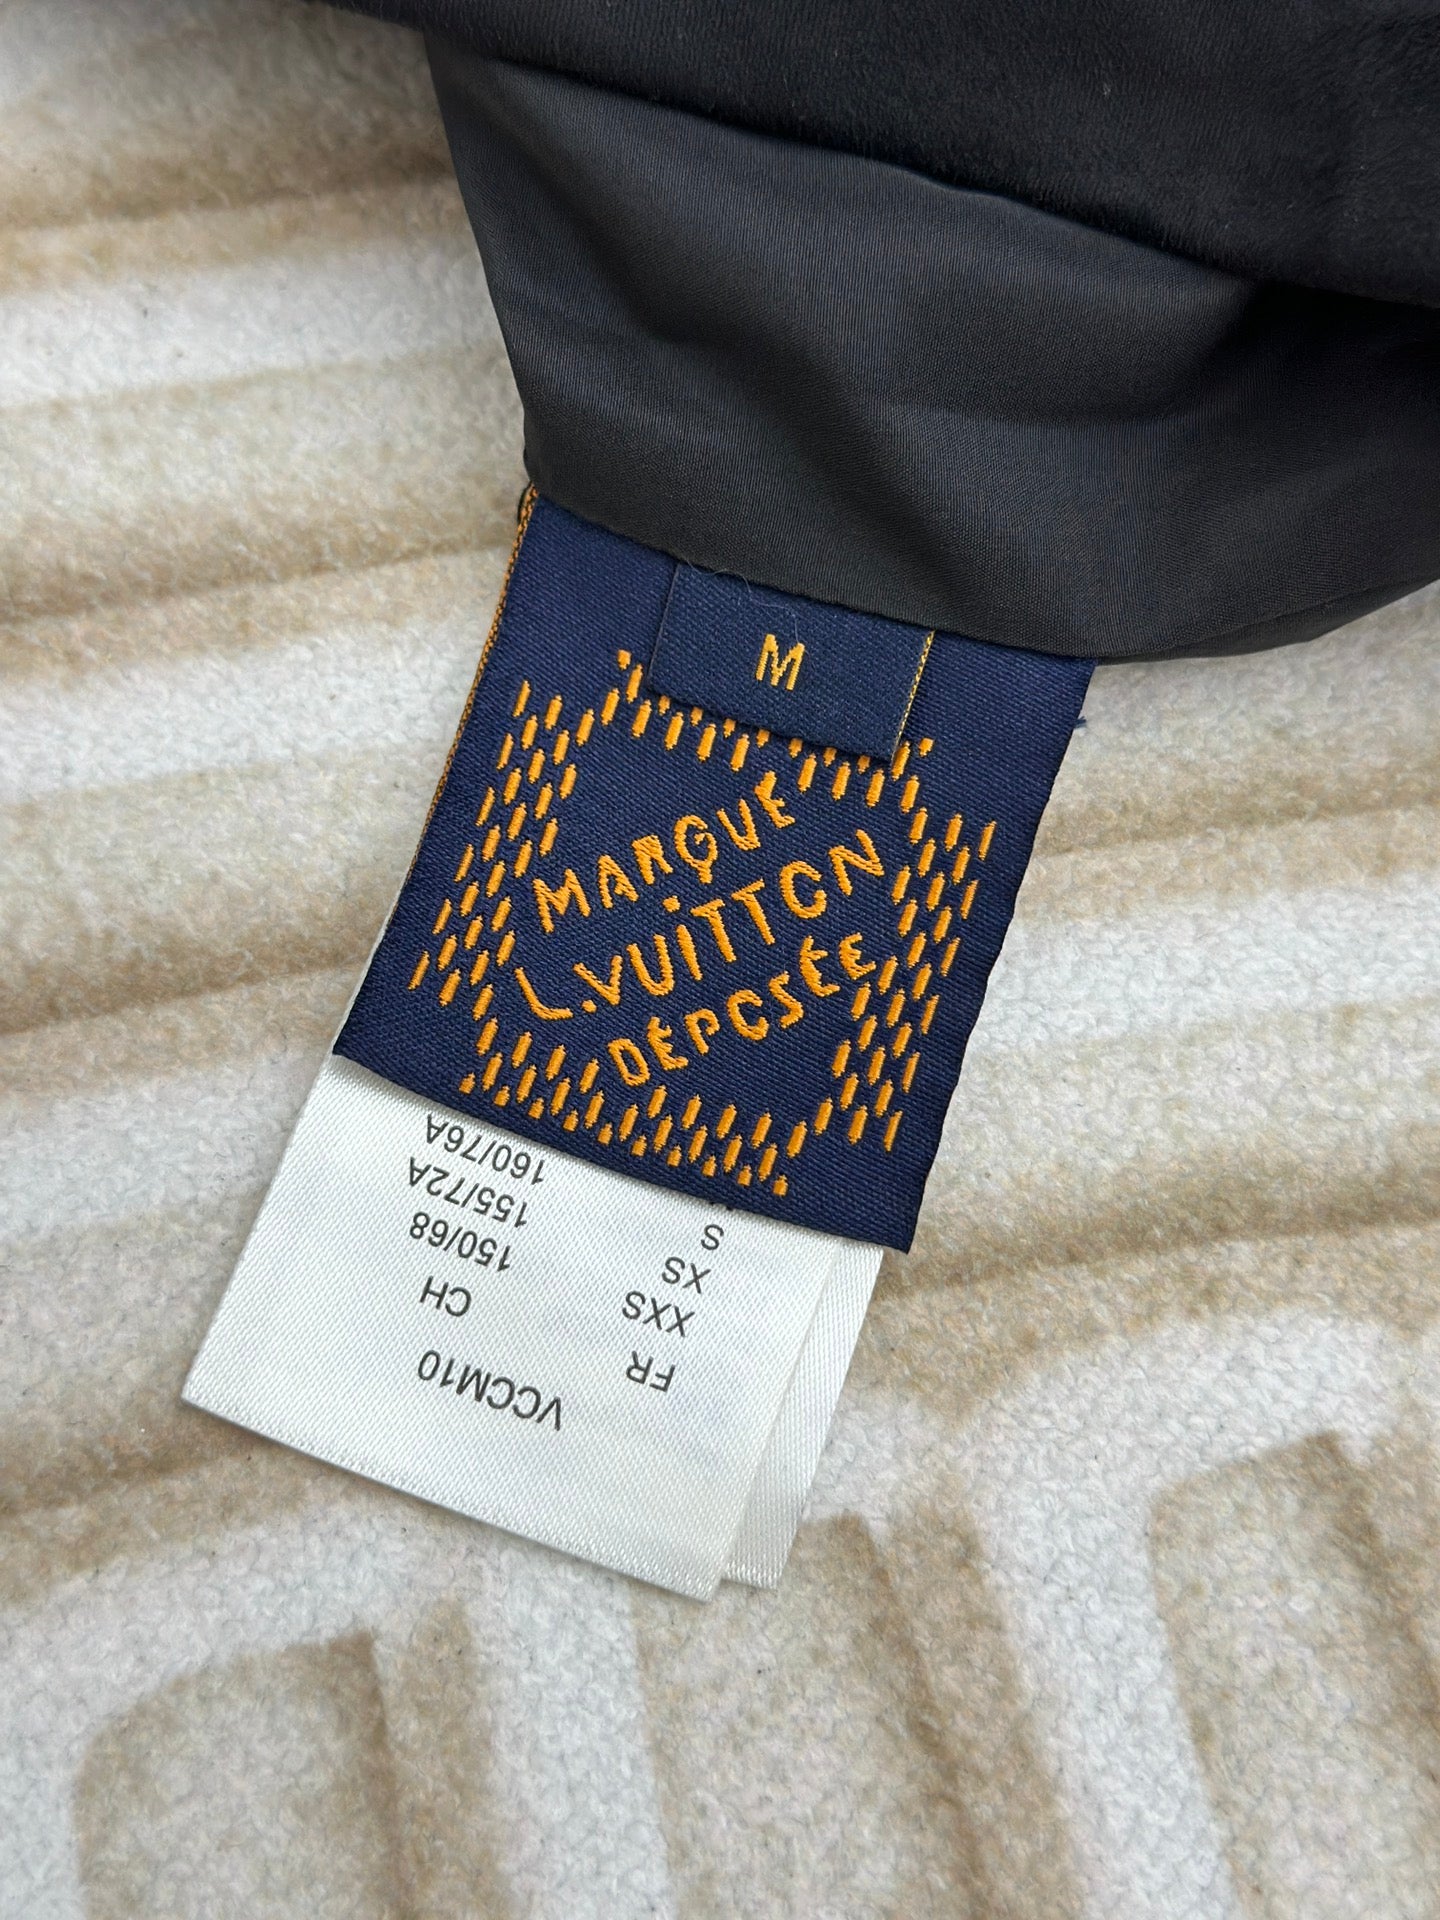 M
MARQUE
L.VUITTON
DÉPOSÉE
VCCM10
FR CH
XXS 150/68
XS 155/72A
S 160/76A